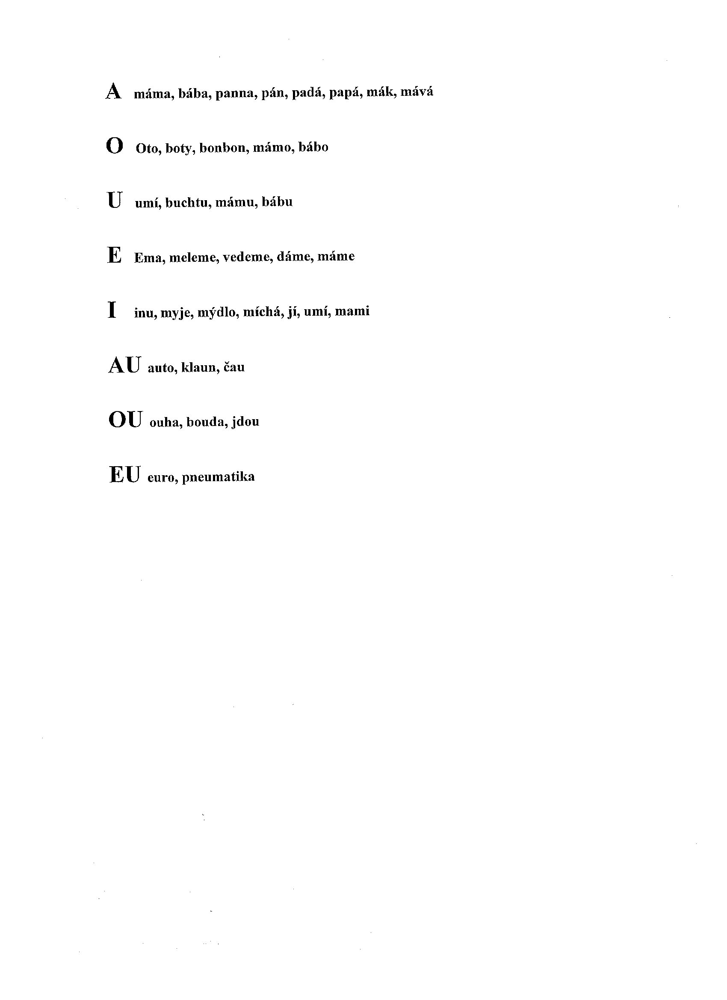 A máma, bába, panna, pán, padá, papá, mák, mává
O Oto, boty, bonbon, mámo, bábo
U umí, buchtu, mámu, bábu
E Ema, meleme, vedeme, dáme, máme
I inu, myje, mýdlo, míchá, jí, umí, mami
AU auto, klaun, čau
OU ouha, bouda, jdou
EU euro, pneumatika